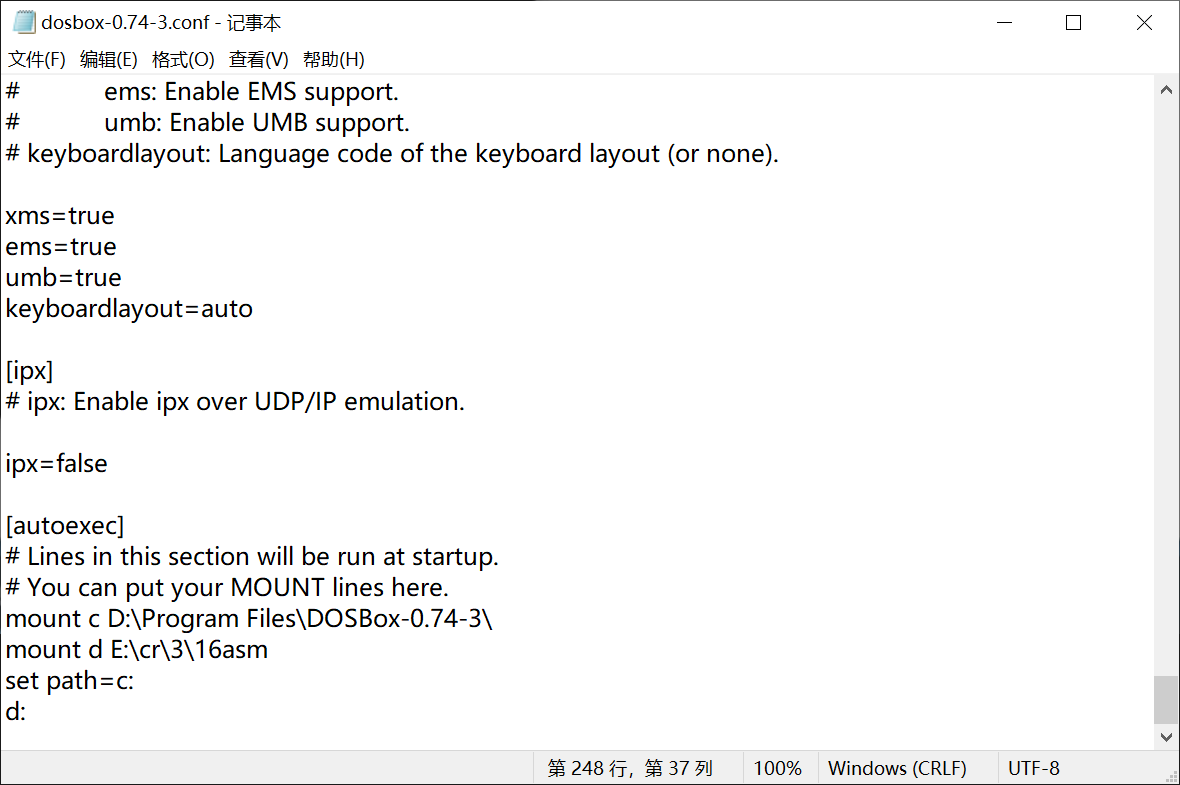 dosbox-0.74-3.conf - 记事本
文件(F) 编辑(E) 格式(O) 查看(V) 帮助(H)
# ems: Enable EMS support.
# umb: Enable UMB support.
# keyboardlayout: Language code of the keyboard layout (or none).
xms=true
ems=true
umb=true
keyboardlayout=auto
[ipx]
# ipx: Enable ipx over UDP/IP emulation.
ipx=false
[autoexec]
# Lines in this section will be run at startup.
# You can put your MOUNT lines here.
mount c D:\Program Files\DOSBox-0.74-3\
mount d E:\cr\3\16asm
set path=c:
d:
第 248 行，第 37 列 100% Windows (CRLF) UTF-8